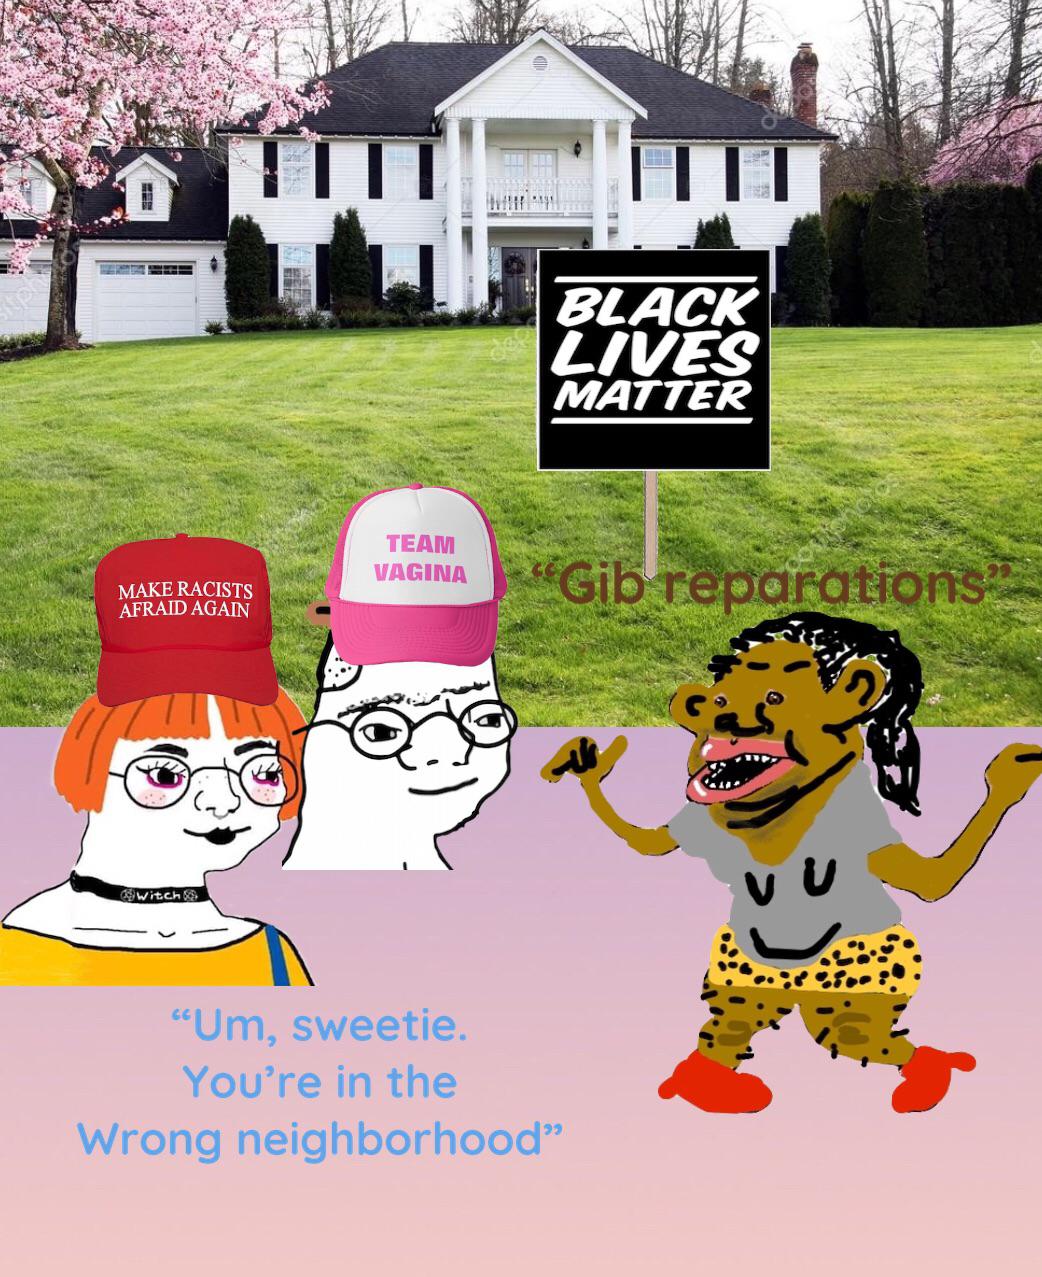 BLACK
LIVES
MATTER
TEAM
VAGINA
MAKE RACISTS
AFRAID AGAIN
“Gib reparations”
witch
“Um, sweetie.
You’re in the
Wrong neighborhood”